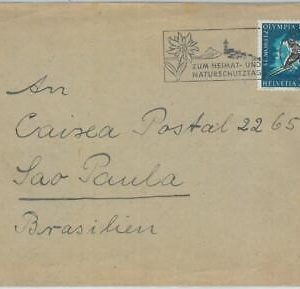 ZUM HEIMAT- UND
NATURSCHUTZTAG
OLYMPIA
HELVETIA
An
Caixa Postal 2265
Sao Paula
Brasilien